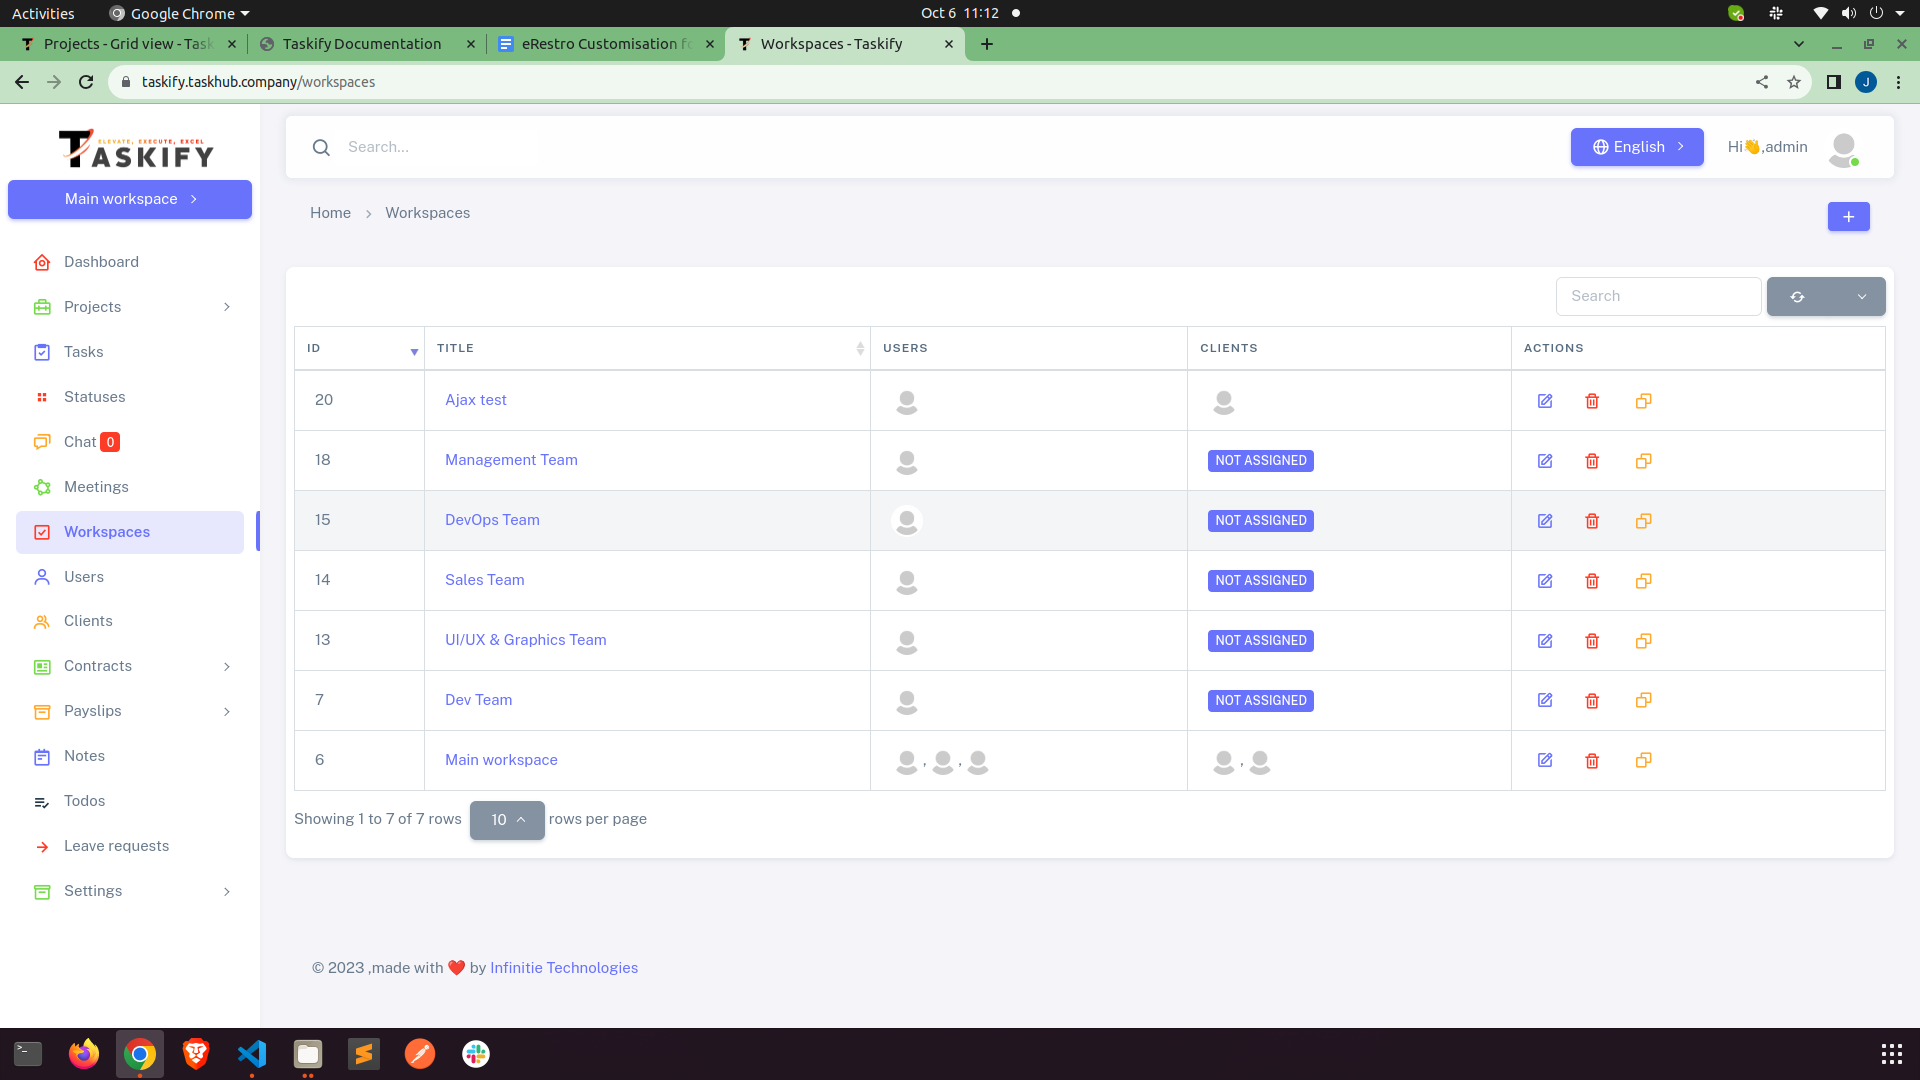 Activities
Google Chrome
Oct 6 11:12
Projects - Grid view - Task
Taskify Documentation
eRestro Customisation fo
Workspaces - Taskify
taskify.taskhub.company/workspaces
J
ELEVATE, EXECUTE, EXCEL
TASKIFY
Main workspace
Dashboard
Projects
Tasks
Statuses
Chat 0
Meetings
Workspaces
Users
Clients
Contracts
Payslips
Notes
Todos
Leave requests
Settings
Search...
English
Hi👋,admin
Home > Workspaces
+
Search
ID TITLE USERS CLIENTS ACTIONS
20 Ajax test
18 Management Team NOT ASSIGNED
15 DevOps Team NOT ASSIGNED
14 Sales Team NOT ASSIGNED
13 UI/UX & Graphics Team NOT ASSIGNED
7 Dev Team NOT ASSIGNED
6 Main workspace , , ,
Showing 1 to 7 of 7 rows 10 rows per page
© 2023 ,made with ❤️ by Infinitie Technologies